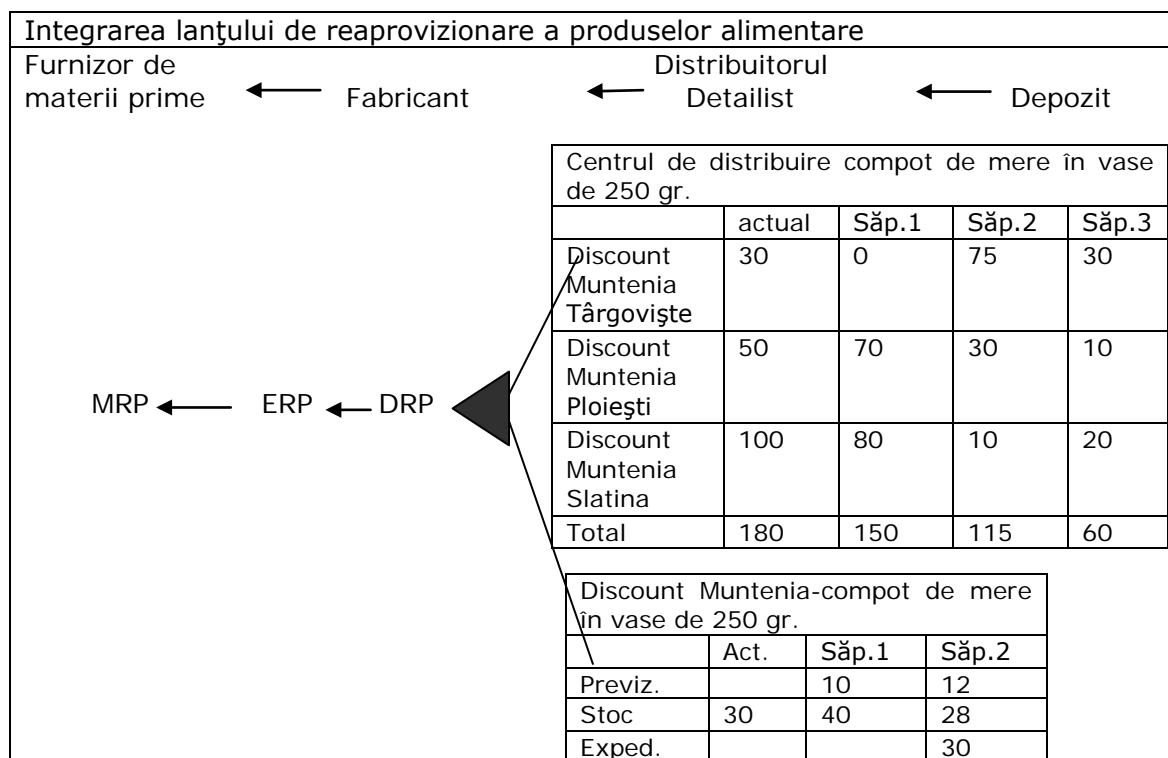 Integrarea lanţului de reaprovizionare a produselor alimentare
Furnizor de materii prime
Fabricant
Distribuitorul Detailist
Depozit
Centrul de distribuire compot de mere în vase
de 250 gr.
actual Săp.1 Săp.2 Săp.3
Discount 30 0 75 30
Muntenia
Târgovişte
Discount 50 70 30 10
Muntenia
Ploieşti
Discount 100 80 10 20
Muntenia
Slatina
Total 180 150 115 60
MRP ERP DRP
Discount Muntenia-compot de mere
în vase de 250 gr.
Act. Săp.1 Săp.2
Previz. 10 12
Stoc 30 40 28
Exped. 30